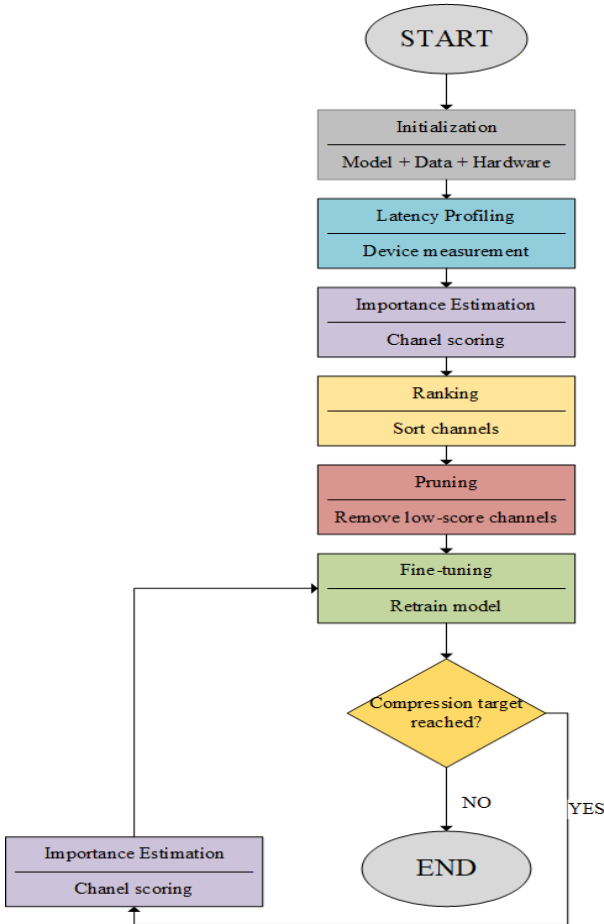 START
Initialization
Model + Data + Hardware
Latency Profiling
Device measurement
Importance Estimation
Chanel scoring
Ranking
Sort channels
Pruning
Remove low-score channels
Fine-tuning
Retrain model
Compression target
reached?
NO
YES
Importance Estimation
Chanel scoring
END